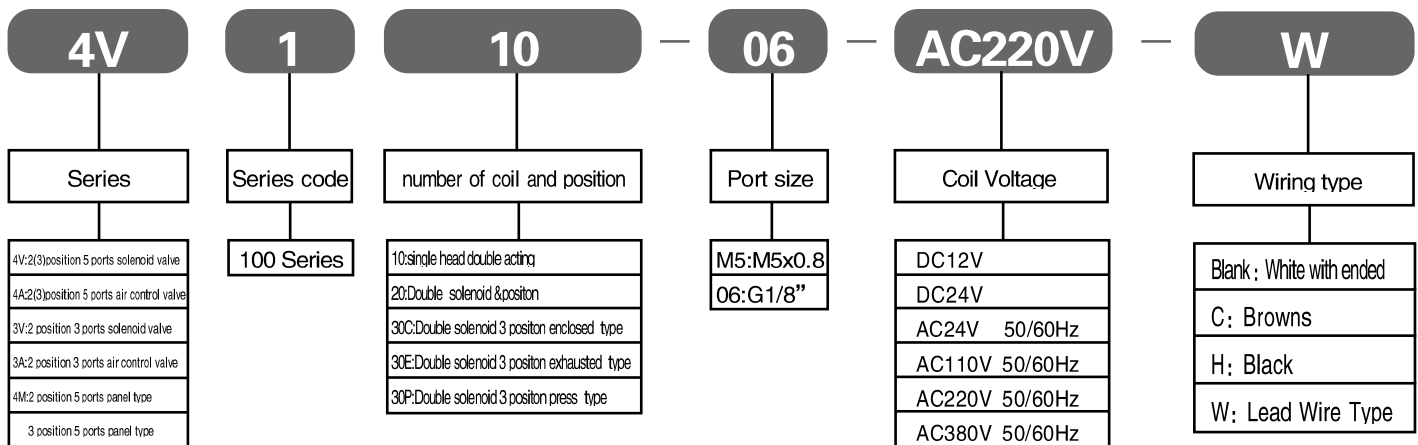 4V 1 10 — 06 — AC220V — W
Series
4V:2(3)position 5 ports solenoid valve
4A:2(3)position 5 ports air control valve
3V:2 position 3 ports solenoid valve
3A:2 position 3 ports air control valve
4M:2 position 5 ports panel type
3 position 5 ports panel type
Series code
100 Series
number of coil and position
10:single head double acting
20:Double solenoid &positon
30C:Double solenoid 3 positon enclosed type
30E:Double solenoid 3 positon exhausted type
30P:Double solenoid 3 positon press type
Port size
M5:M5x0.8
06:G1/8”
Coil Voltage
DC12V
DC24V
AC24V 50/60Hz
AC110V 50/60Hz
AC220V 50/60Hz
AC380V 50/60Hz
Wiring type
Blank: White with ended
C: Browns
H: Black
W: Lead Wire Type